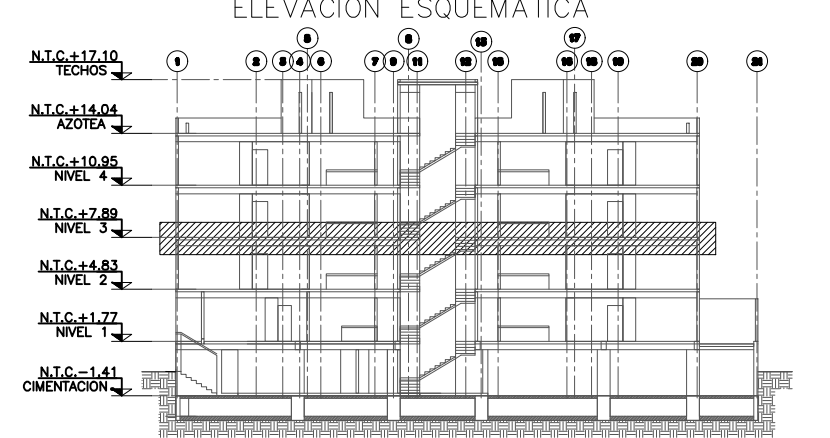 ELEVACION ESQUEMATICA
N.T.C.+17.10
TECHOS
N.T.C.+14.04
AZOTEA
N.T.C.+10.95
NIVEL 4
N.T.C.+7.89
NIVEL 3
N.T.C.+4.83
NIVEL 2
N.T.C.+1.77
NIVEL 1
N.T.C.-1.41
CIMENTACION
5 8 13 17
1 2 3 4 6 7 9 11 12 15 16 18 19 20 21